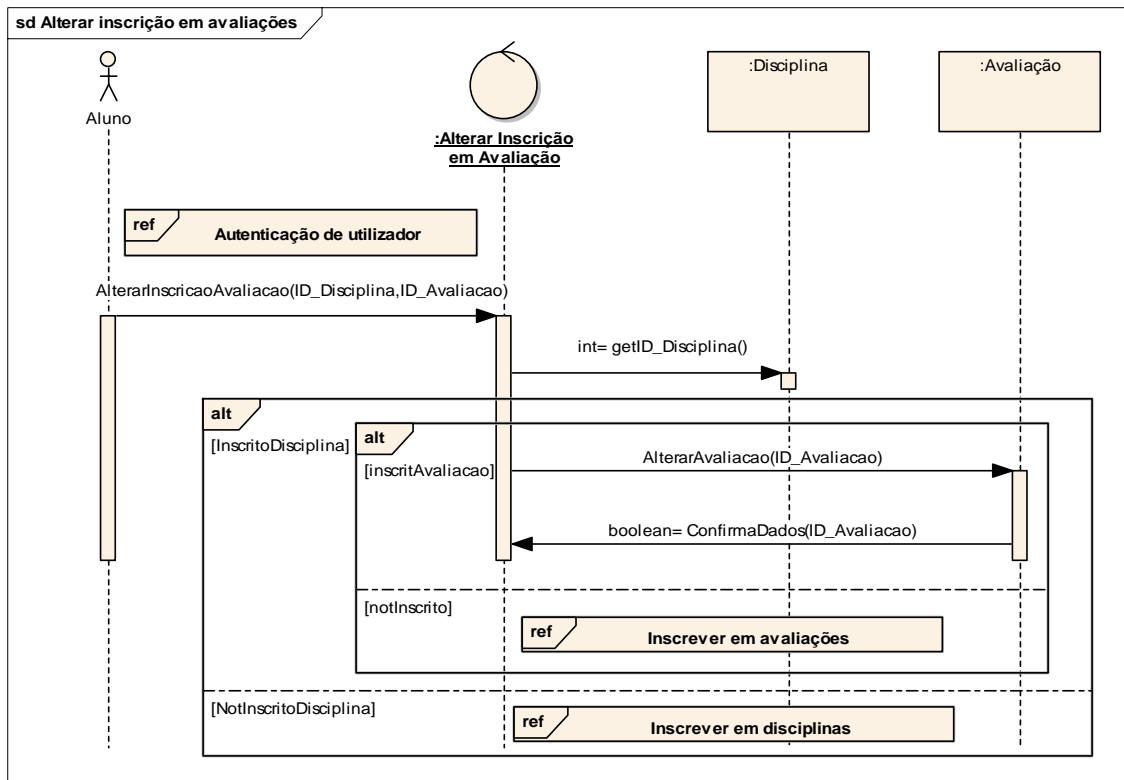 sd Alterar inscrição em avaliações
Aluno
:Alterar Inscrição
em Avaliação
:Disciplina
:Avaliação
ref
Autenticação de utilizador
AlterarInscricaoAvaliacao(ID_Disciplina,ID_Avaliacao)
int= getID_Disciplina()
alt
[InscritoDisciplina]
alt
[inscritAvaliacao]
AlterarAvaliacao(ID_Avaliacao)
boolean= ConfirmaDados(ID_Avaliacao)
[notInscrito]
ref
Inscrever em avaliações
[NotInscritoDisciplina]
ref
Inscrever em disciplinas